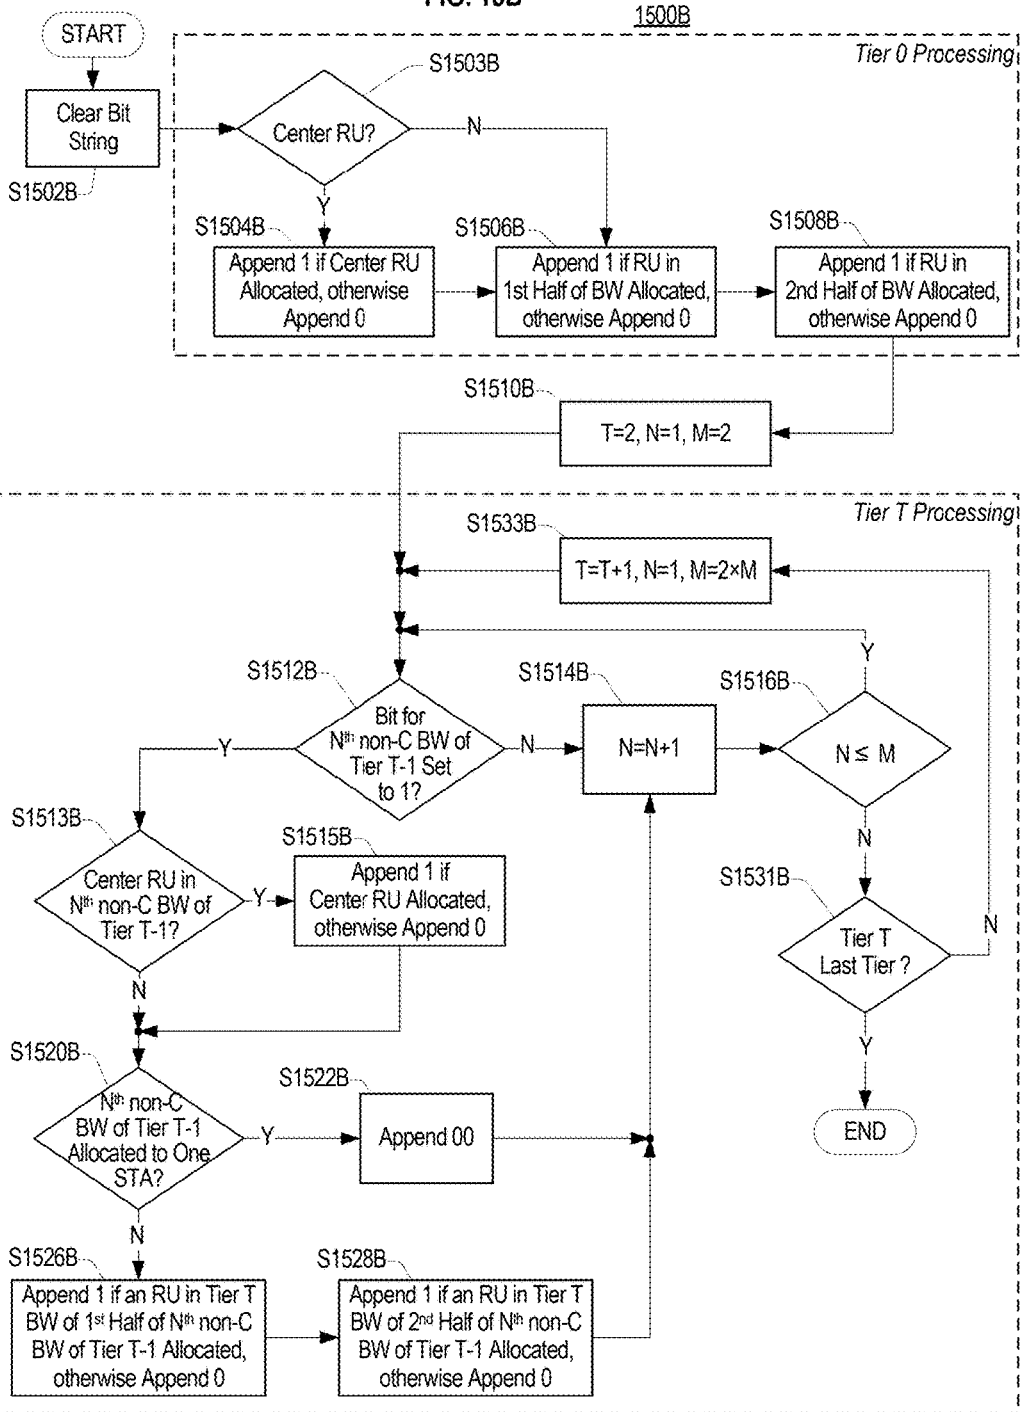 1500B
START
Tier 0 Processing
S1503B
Clear Bit
String
Center RU?
N
S1502B
Y
S1504B
S1506B
S1508B
Append 1 if Center RU
Allocated, otherwise
Append 0
Append 1 if RU in
1st Half of BW Allocated,
otherwise Append 0
Append 1 if RU in
2nd Half of BW Allocated,
otherwise Append 0
S1510B
T=2, N=1, M=2
Tier T Processing
S1533B
T=T+1, N=1, M=2×M
Y
S1512B
S1514B
S1516B
Bit for
Nth non-C BW of
Tier T-1 Set
to 1?
Y
N
N=N+1
N ≤ M
S1513B
S1515B
N
Center RU in
Nth non-C BW of
Tier T-1?
Y
Append 1 if
Center RU Allocated,
otherwise Append 0
S1531B
Tier T
Last Tier ?
N
N
Y
S1520B
S1522B
Nth non-C
BW of Tier T-1
Allocated to One
STA?
Y
Append 00
END
N
S1526B
S1528B
Append 1 if an RU in Tier T
BW of 1st Half of Nth non-C
BW of Tier T-1 Allocated,
otherwise Append 0
Append 1 if an RU in Tier T
BW of 2nd Half of Nth non-C
BW of Tier T-1 Allocated,
otherwise Append 0